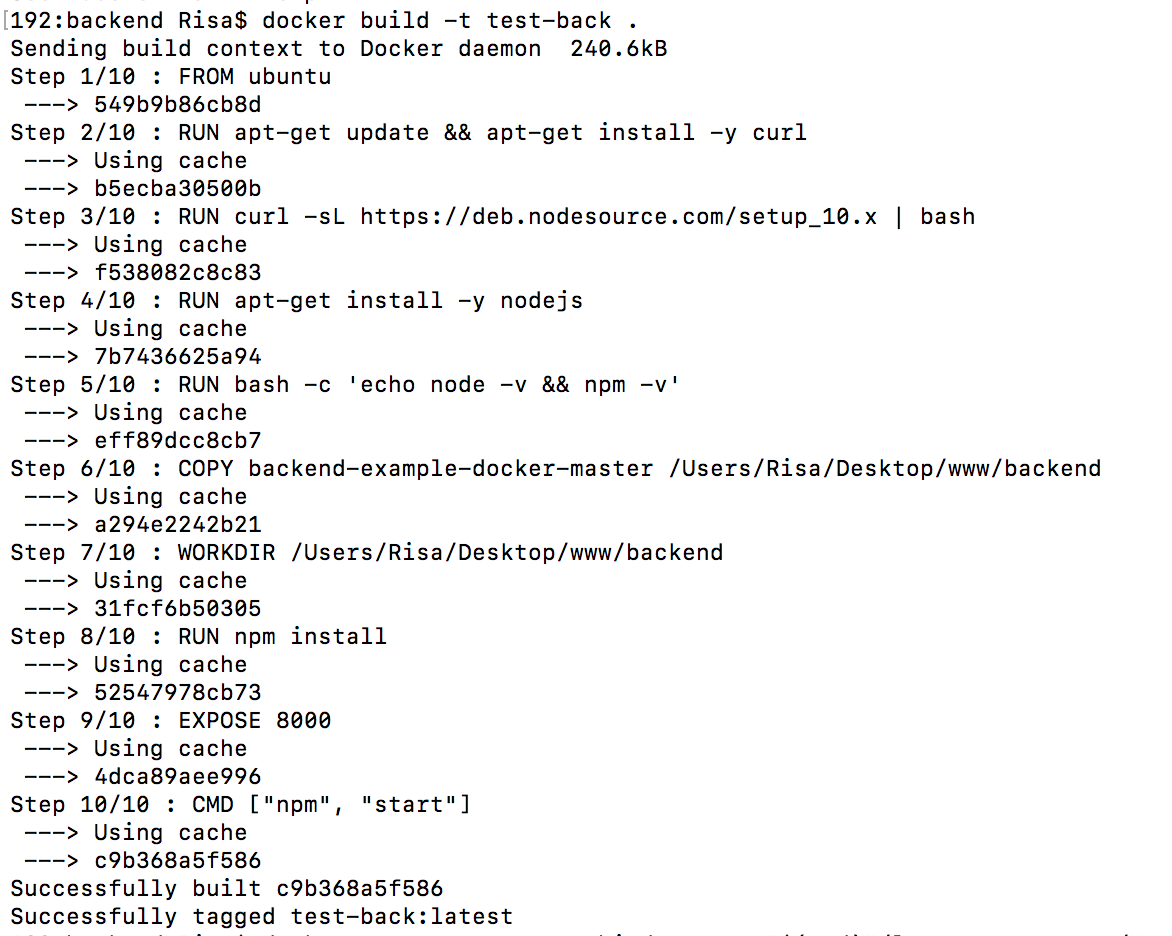 [192:backend Risa$ docker build -t test-back .
Sending build context to Docker daemon  240.6kB
Step 1/10 : FROM ubuntu
 ---> 549b9b86cb8d
Step 2/10 : RUN apt-get update && apt-get install -y curl
 ---> Using cache
 ---> b5ecba30500b
Step 3/10 : RUN curl -sL https://deb.nodesource.com/setup_10.x | bash
 ---> Using cache
 ---> f538082c8c83
Step 4/10 : RUN apt-get install -y nodejs
 ---> Using cache
 ---> 7b7436625a94
Step 5/10 : RUN bash -c 'echo node -v && npm -v'
 ---> Using cache
 ---> eff89dcc8cb7
Step 6/10 : COPY backend-example-docker-master /Users/Risa/Desktop/www/backend
 ---> Using cache
 ---> a294e2242b21
Step 7/10 : WORKDIR /Users/Risa/Desktop/www/backend
 ---> Using cache
 ---> 31fcf6b50305
Step 8/10 : RUN npm install
 ---> Using cache
 ---> 52547978cb73
Step 9/10 : EXPOSE 8000
 ---> Using cache
 ---> 4dca89aee996
Step 10/10 : CMD ["npm", "start"]
 ---> Using cache
 ---> c9b368a5f586
Successfully built c9b368a5f586
Successfully tagged test-back:latest